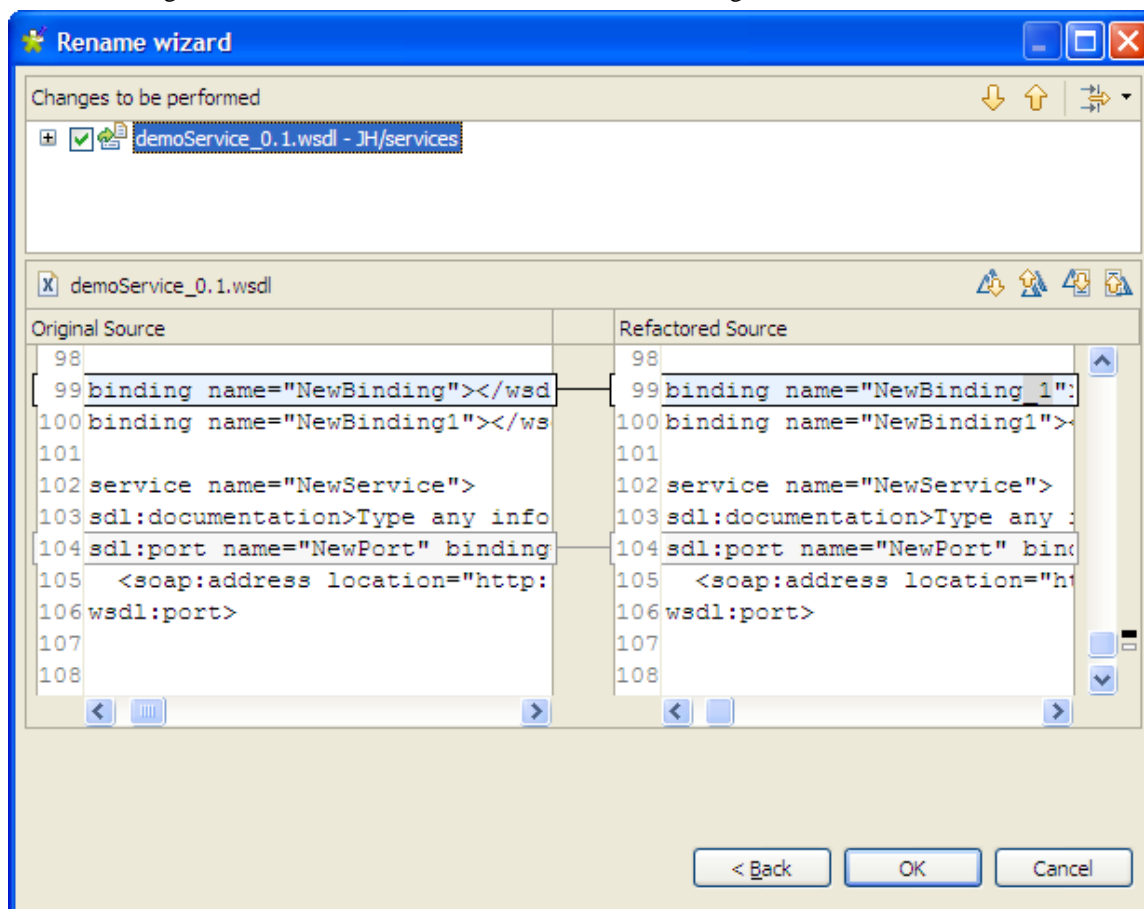 Rename wizard
Changes to be performed
demoService_0.1.wsdl - JH/services
demoService_0.1.wsdl
Original Source
Refactored Source
98
99 binding name="NewBinding"></wsd
100 binding name="NewBinding1"></ws
101
102 service name="NewService">
103 sdl:documentation>Type any info
104 sdl:port name="NewPort" binding
105 <soap:address location="http:
106 wsdl:port>
107
108
98
99 binding name="NewBinding_1"
100 binding name="NewBinding1">
101
102 service name="NewService">
103 sdl:documentation>Type any
104 sdl:port name="NewPort" bin
105 <soap:address location="ht
106 wsdl:port>
107
108
< Back
OK
Cancel